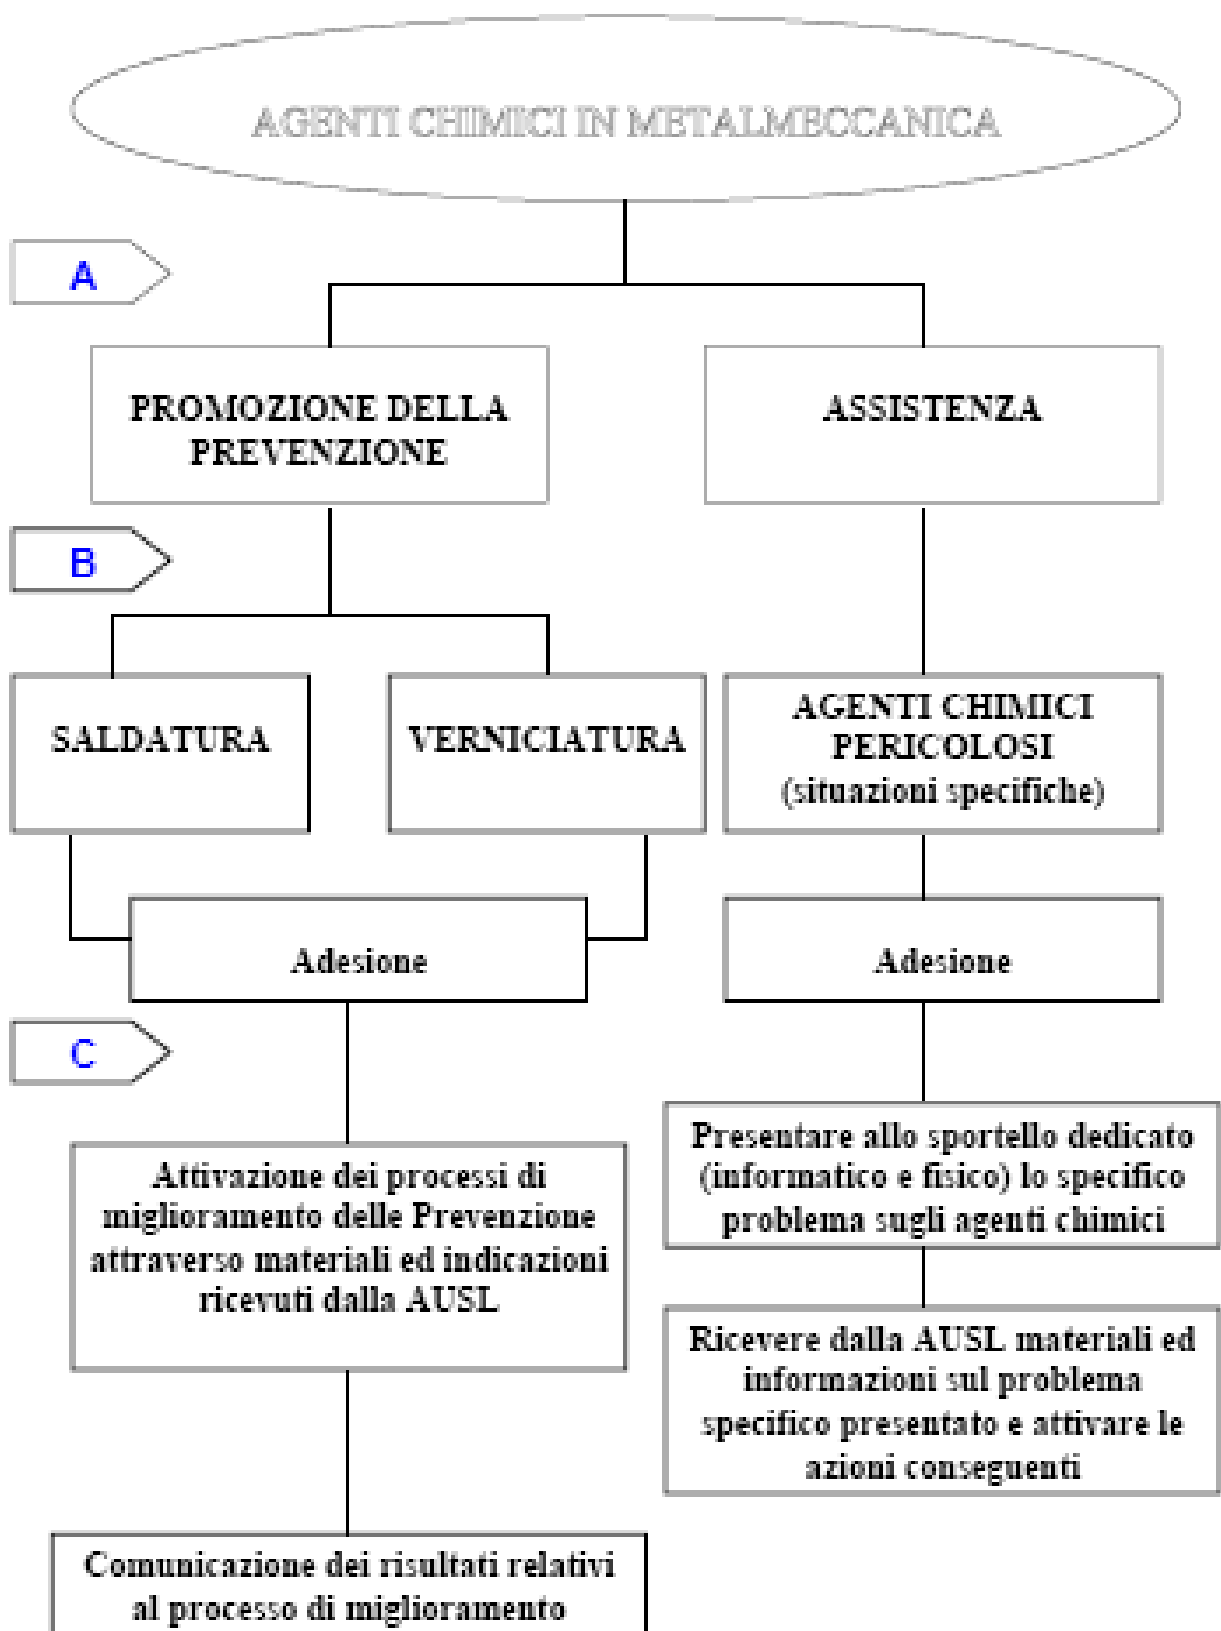 AGENTI CHIMICI IN METALMECCANICA
A
PROMOZIONE DELLA
PREVENZIONE
ASSISTENZA
B
SALDATURA
VERNICIATURA
AGENTI CHIMICI
PERICOLOSI
(situazioni specifiche)
Adesione
Adesione
C
Attivazione dei processi di
miglioramento delle Prevenzione
attraverso materiali ed indicazioni
ricevuti dalla AUSL
Presentare allo sportello dedicato
(informatico e fisico) lo specifico
problema sugli agenti chimici
Ricevere dalla AUSL materiali ed
informazioni sul problema
specifico presentato e attivare le
azioni conseguenti
Comunicazione dei risultati relativi
al processo di miglioramento